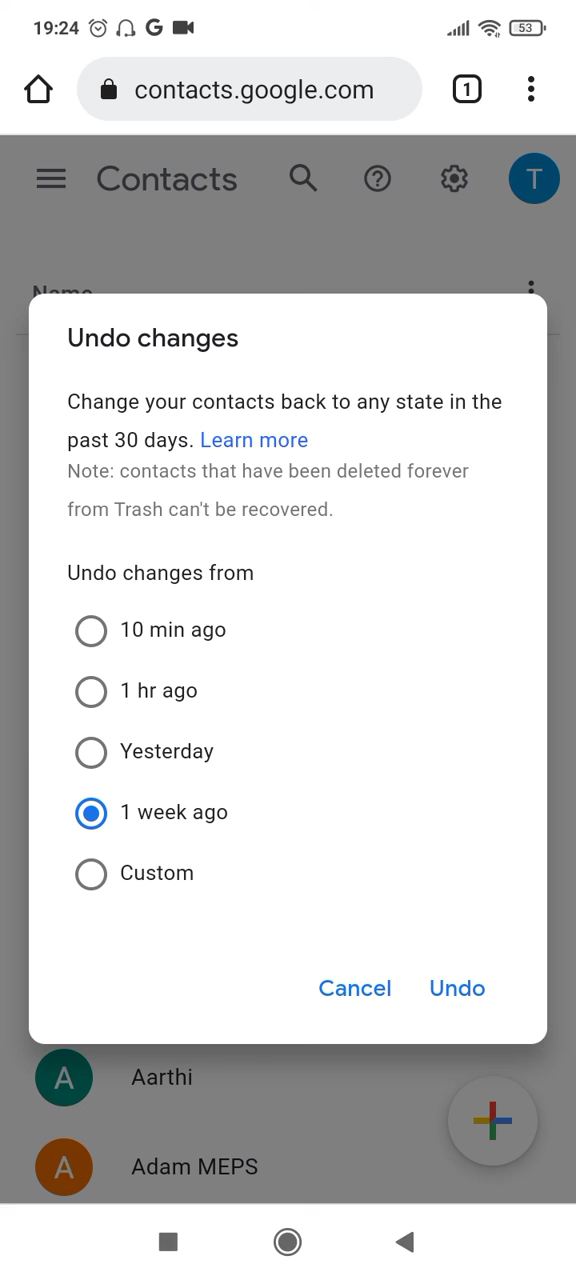 19:24 G 53
contacts.google.com 1
Contacts T
Name
Undo changes
Change your contacts back to any state in the
past 30 days. Learn more
Note: contacts that have been deleted forever
from Trash can't be recovered.
Undo changes from
10 min ago
1 hr ago
Yesterday
1 week ago
Custom
Cancel Undo
A Aarthi
A Adam MEPS